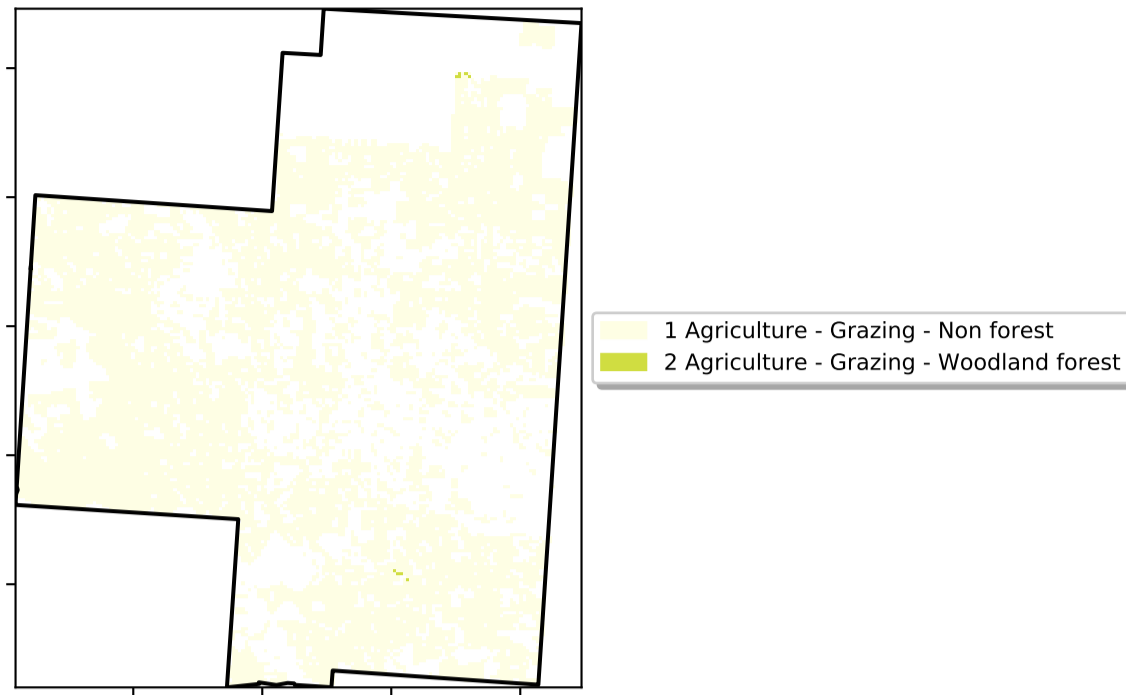 1 Agriculture - Grazing - Non forest
2 Agriculture - Grazing - Woodland forest